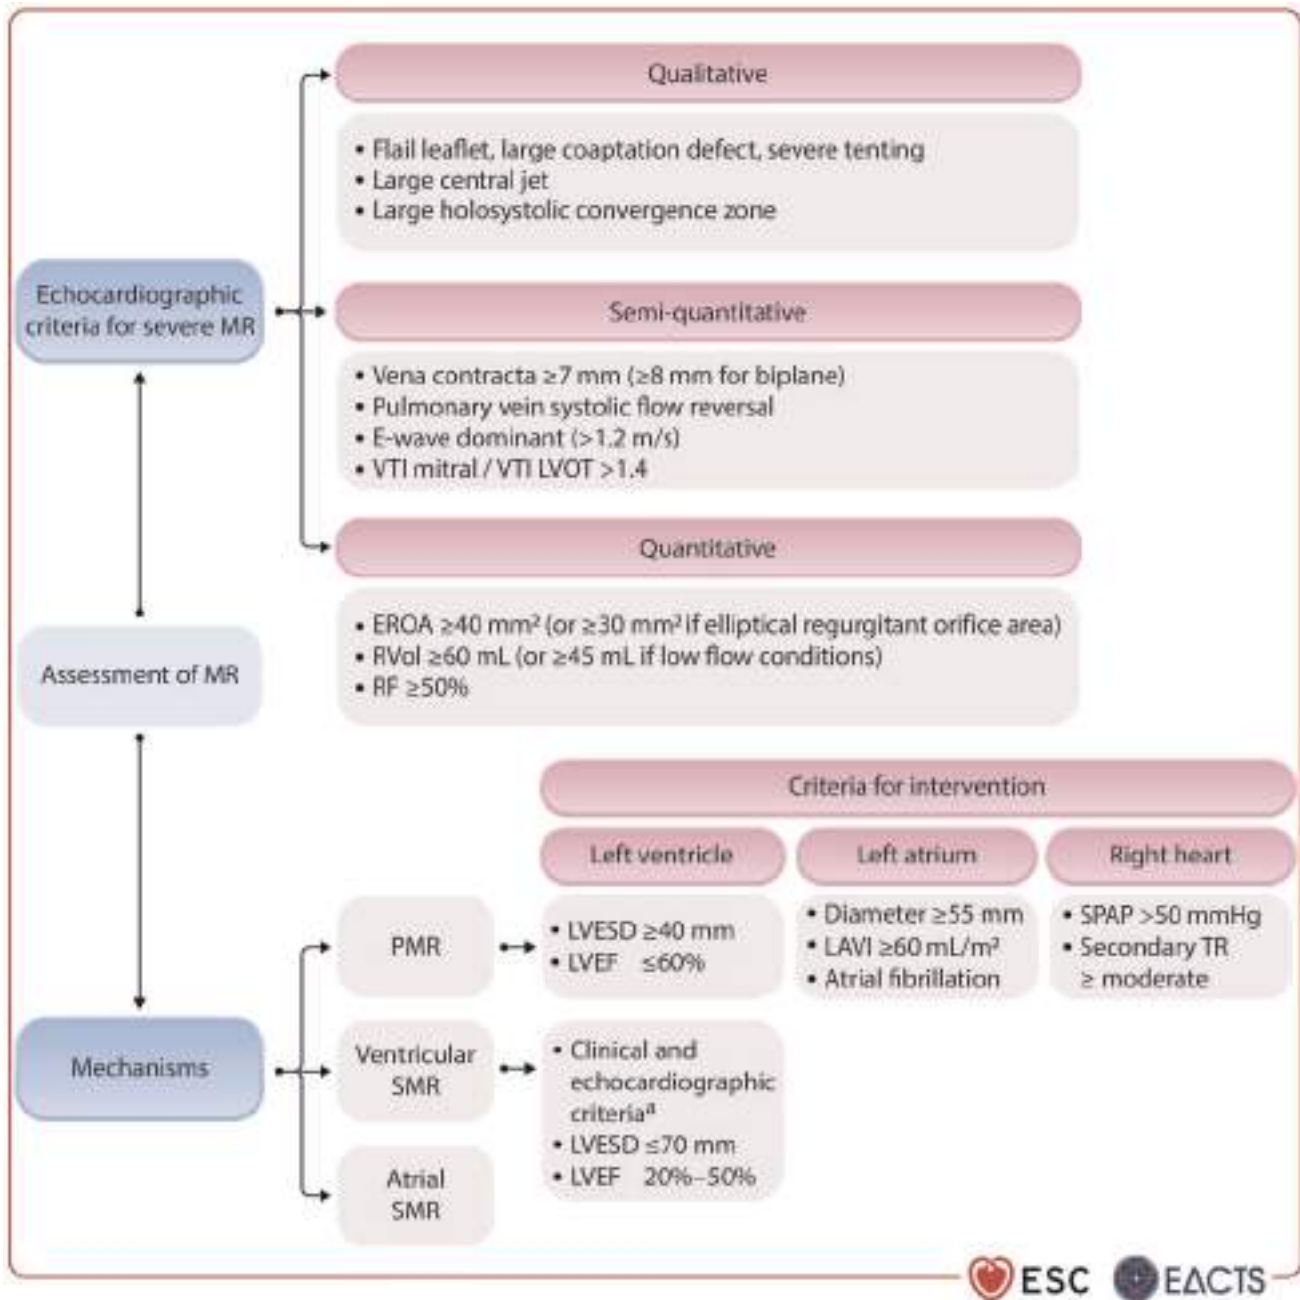 Qualitative
• Flail leaflet, large coaptation defect, severe tenting
• Large central jet
• Large holosystolic convergence zone
Echocardiographic
criteria for severe MR
Semi-quantitative
• Vena contracta ≥7 mm (≥8 mm for biplane)
• Pulmonary vein systolic flow reversal
• E-wave dominant (>1.2 m/s)
• VTI mitral / VTI LVOT >1.4
Quantitative
• EROA ≥40 mm² (or ≥30 mm² if elliptical regurgitant orifice area)
• RVol ≥60 mL (or ≥45 mL if low flow conditions)
• RF ≥50%
Assessment of MR
Criteria for intervention
Left ventricle
Left atrium
Right heart
PMR
• LVESD ≥40 mm
• LVEF ≤60%
• Diameter ≥55 mm
• LAVI ≥60 mL/m²
• Atrial fibrillation
• SPAP >50 mmHg
• Secondary TR
≥ moderate
Mechanisms
Ventricular
SMR
• Clinical and
echocardiographic
criteriaª
• LVESD ≤70 mm
• LVEF 20%–50%
Atrial
SMR
ESC
EACTS